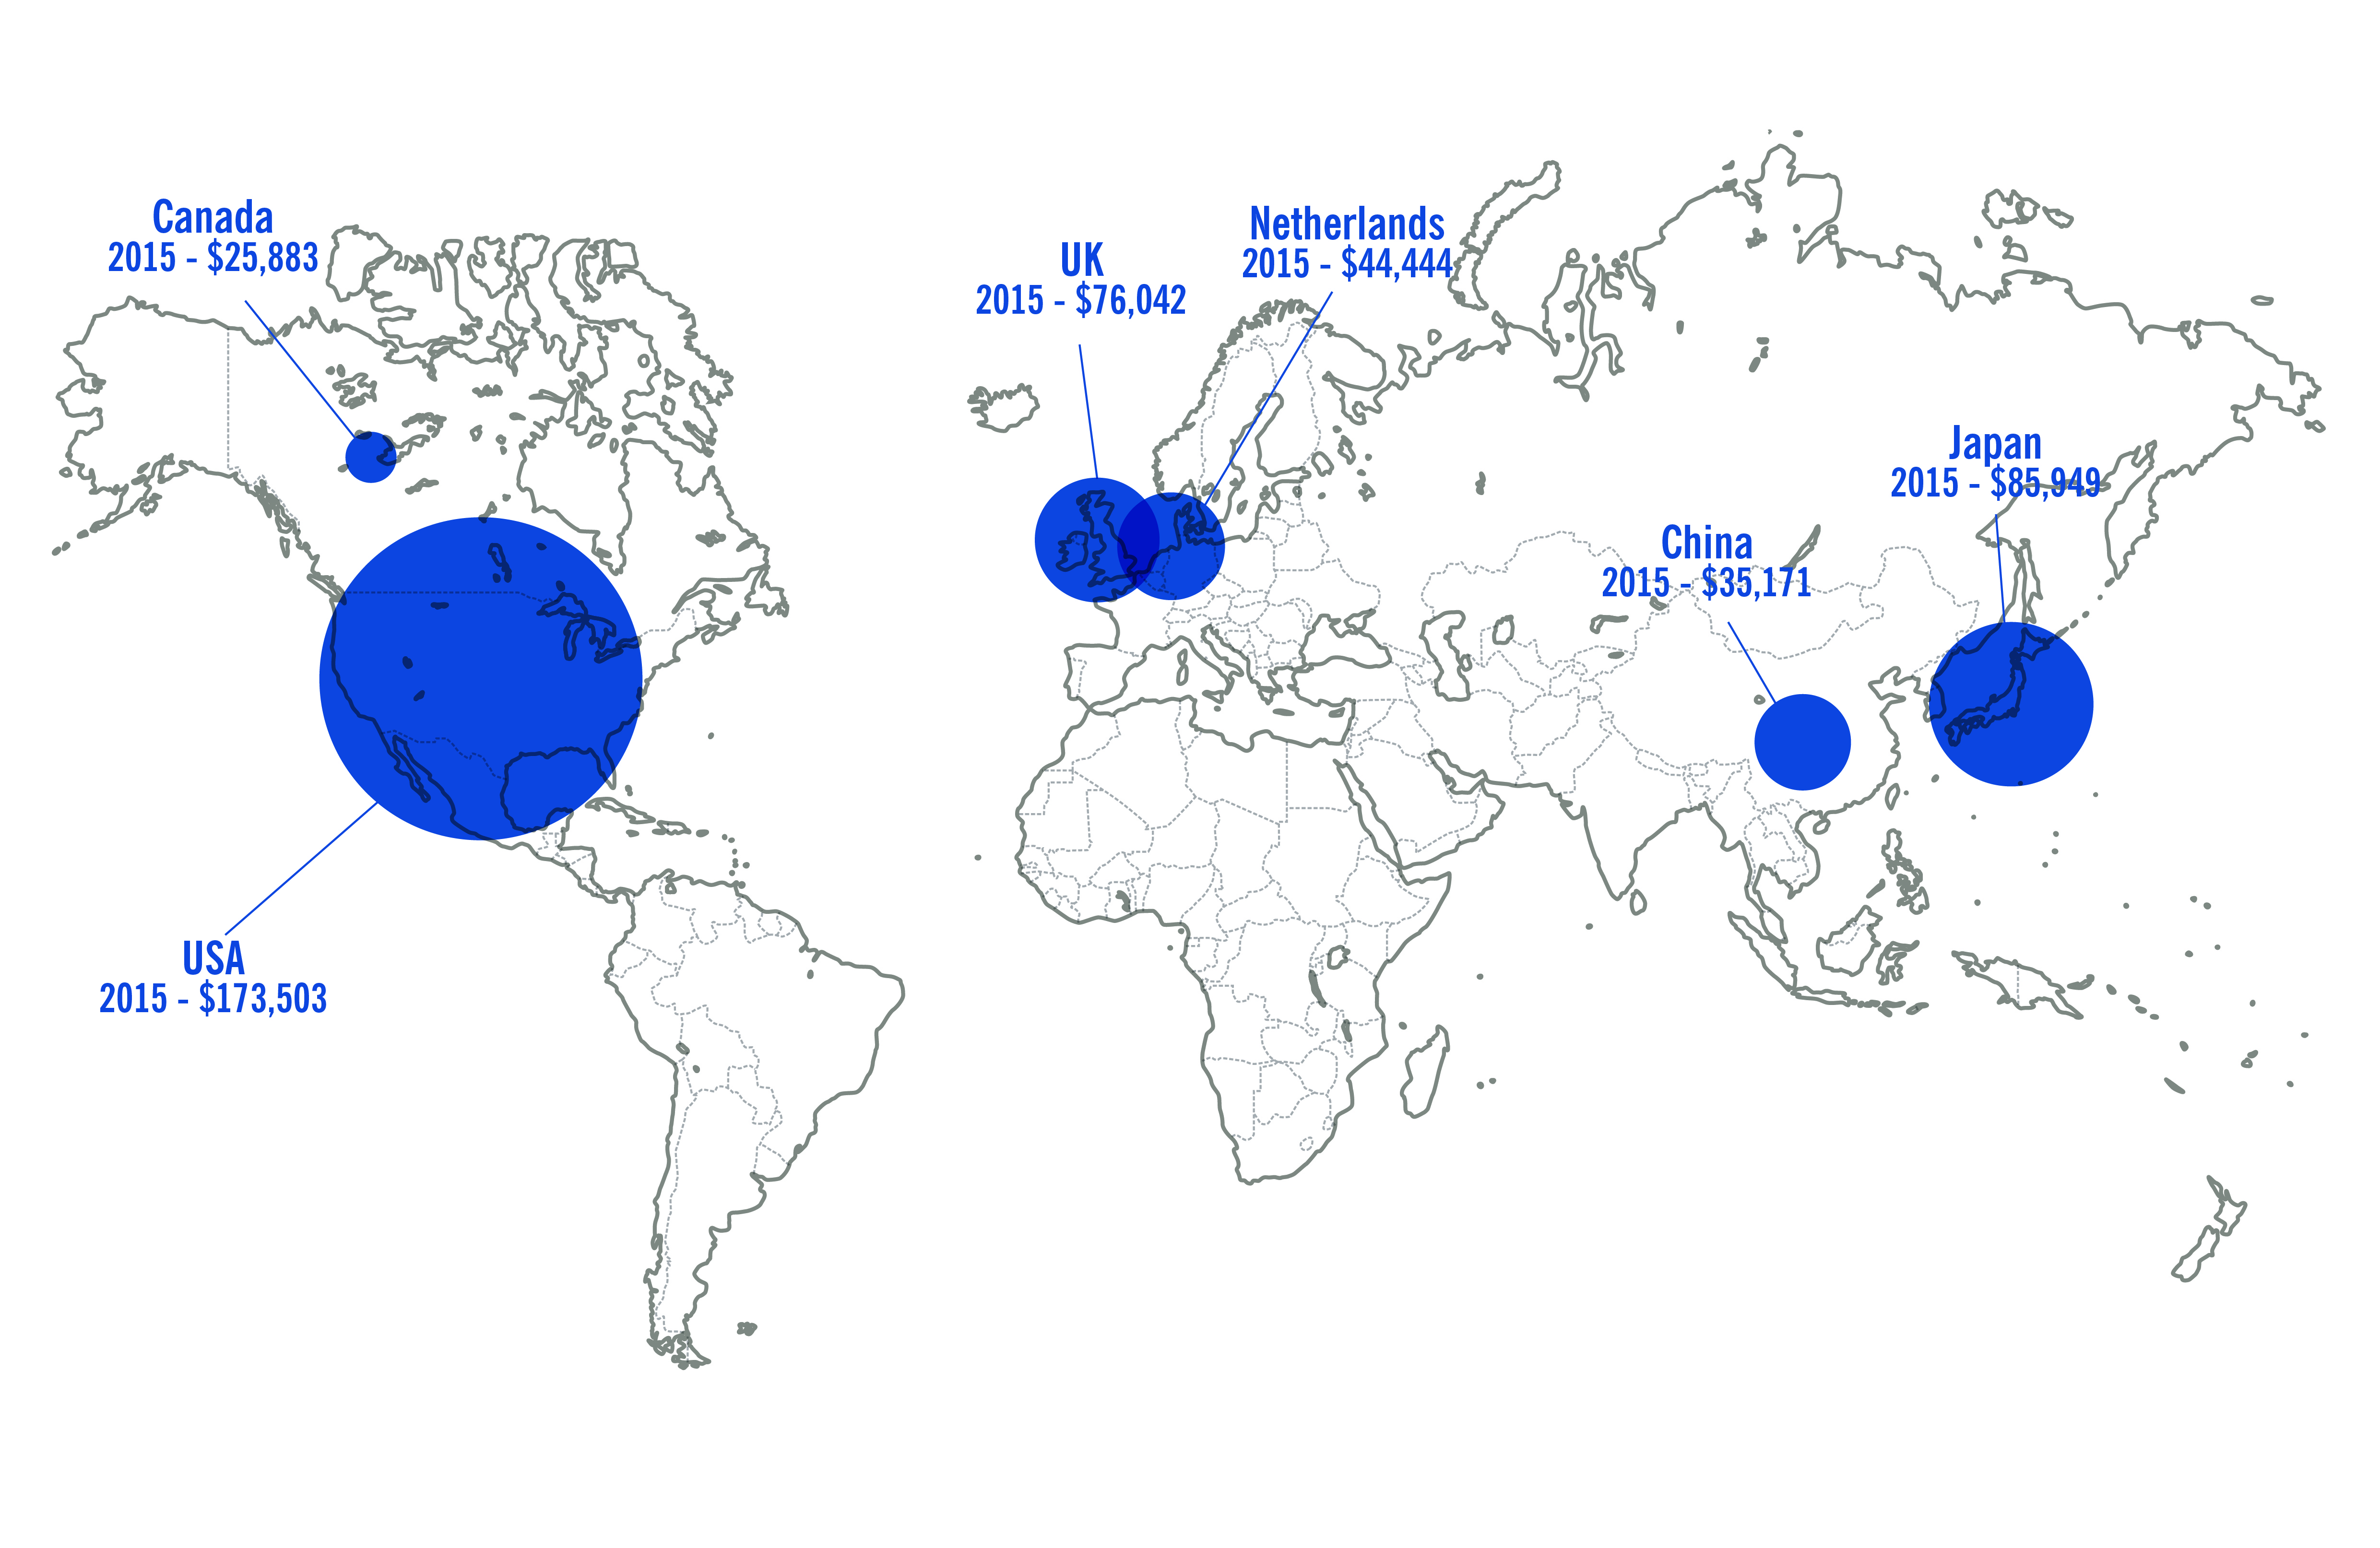 Canada
2015 - $25,883
UK
2015 - $76,042
Netherlands
2015 - $44,444
Japan
2015 - $85,949
China
2015 - $35,171
USA
2015 - $173,503